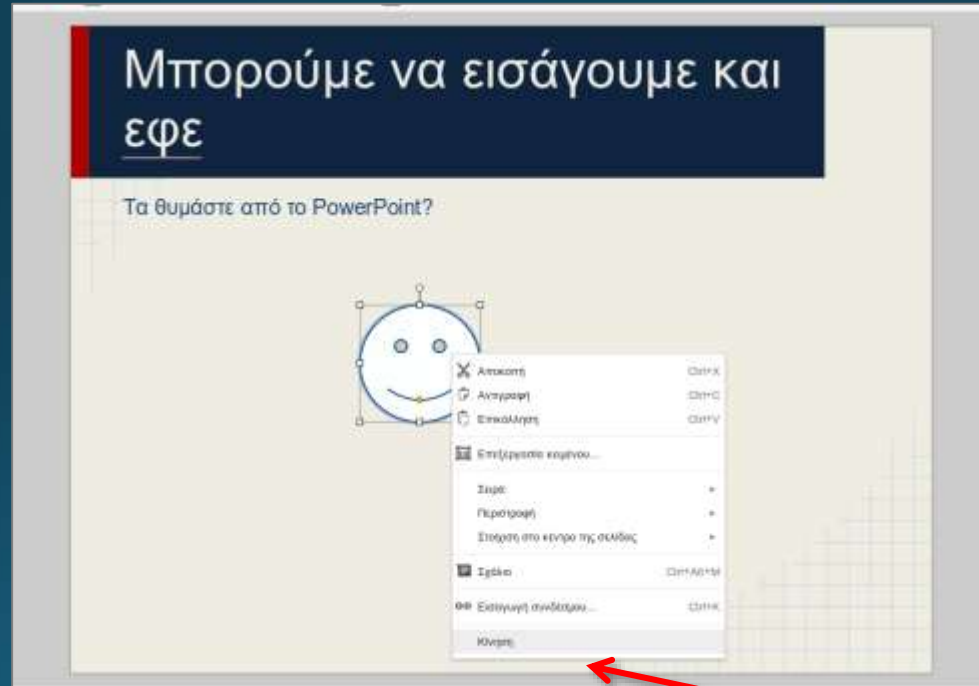 Μπορούμε να εισάγουμε και
εφε
Τα θυμάστε από το PowerPoint?
Αποκοπή Ctrl+X
Αντιγραφή Ctrl+C
Επικόλληση Ctrl+V
Επεξεργασία κειμένου...
Σειρά
Περιστροφή
Στοίχιση στο κεντρο της σελίδας
Σχόλιο Ctrl+Alt+M
Εισαγωγή συνδέσμου... Ctrl+K
Κίνηση